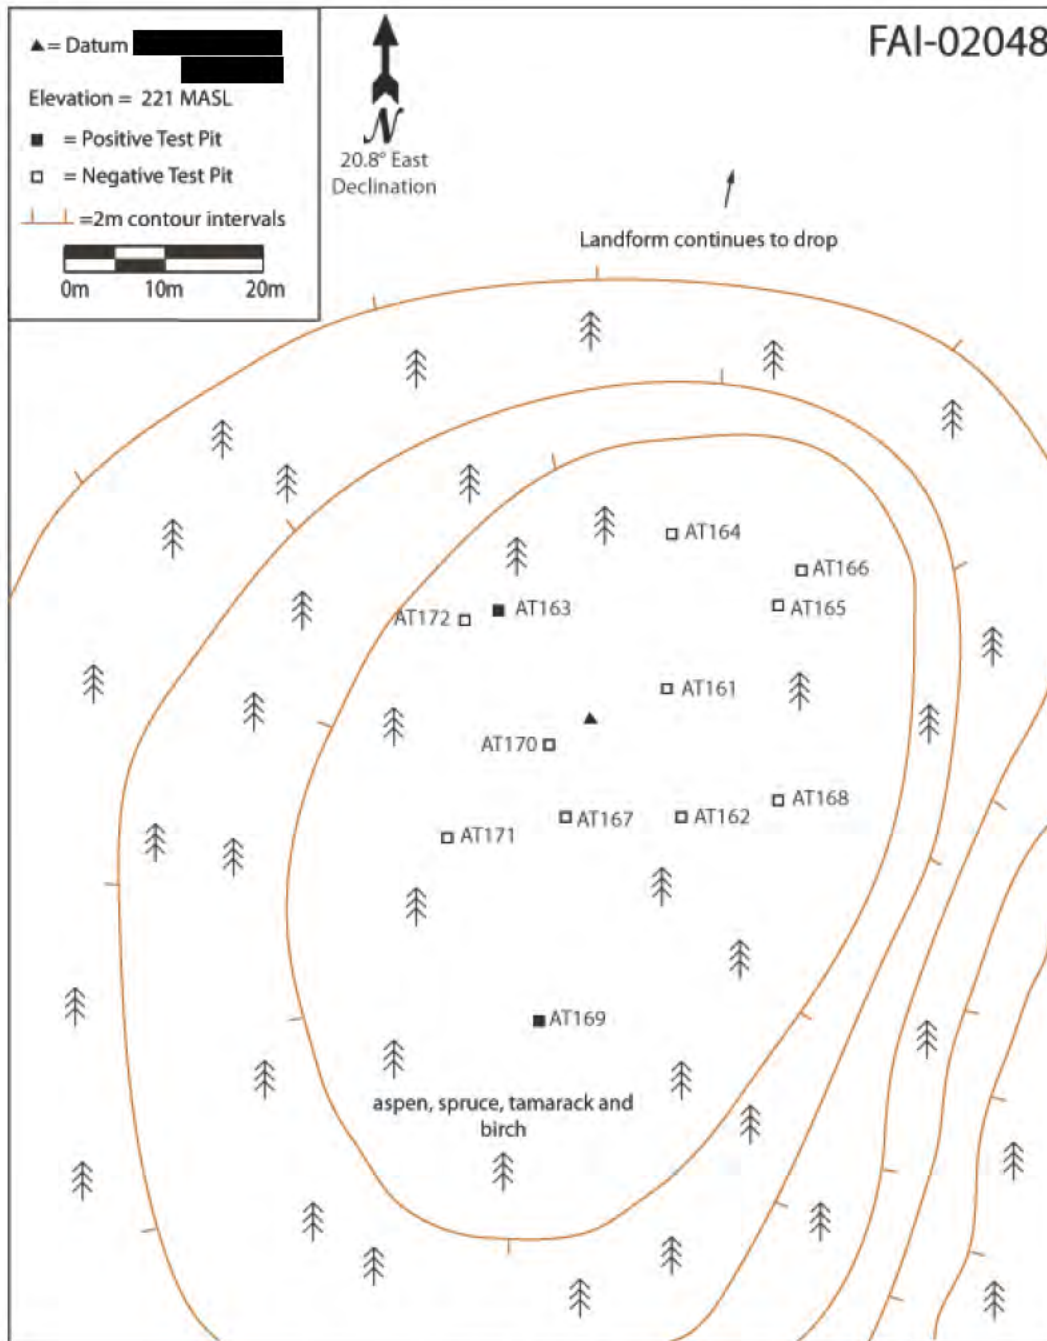 = Datum
Elevation = 221 MASL
= Positive Test Pit
= Negative Test Pit
=2m contour intervals
0m 10m 20m
N
20.8° East
Declination
FAI-02048
Landform continues to drop
AT164
AT166
AT165
AT163
AT172
AT161
AT170
AT168
AT162
AT167
AT171
AT169
aspen, spruce, tamarack and
birch